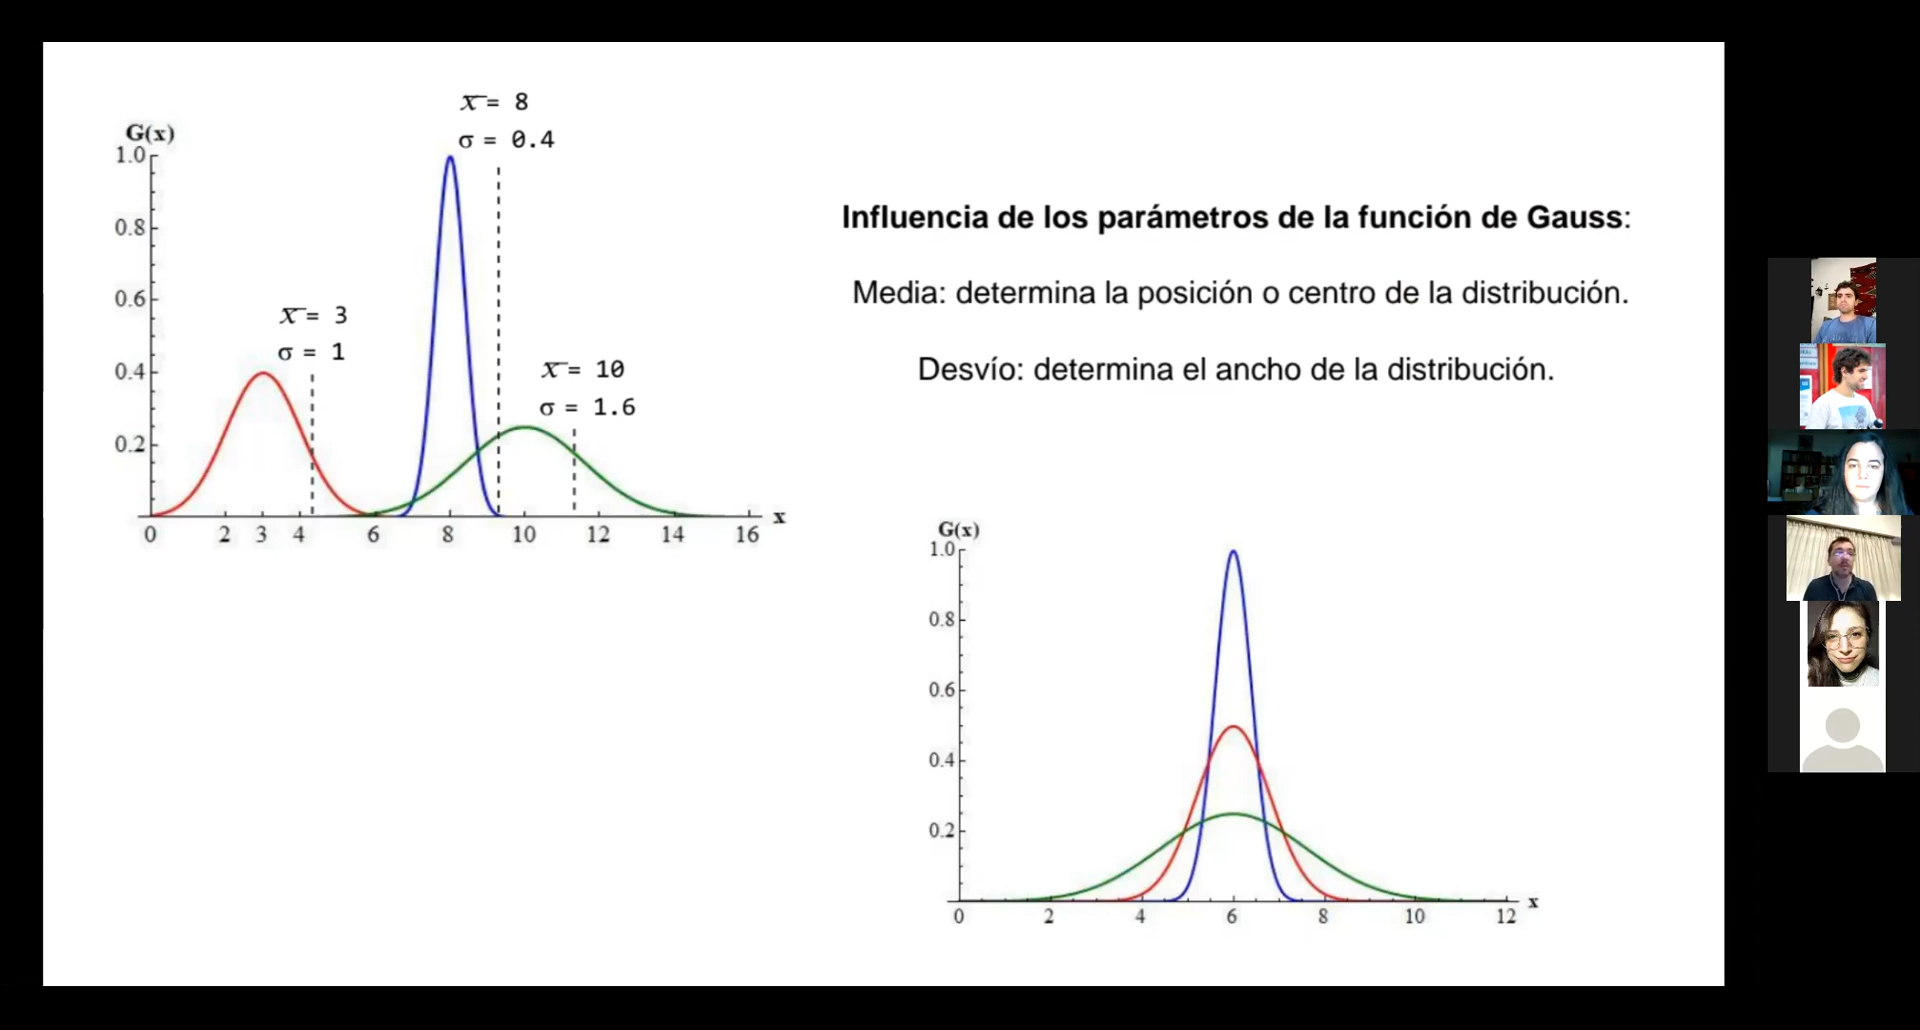 x̅ = 8
σ = 0.4
G(x)
1.0
0.8
0.6
0.4
0.2
x̅ = 3
σ = 1
x̅ = 10
σ = 1.6
0 2 3 4 6 8 10 12 14 16 x
Influencia de los parámetros de la función de Gauss:
Media: determina la posición o centro de la distribución.
Desvío: determina el ancho de la distribución.
G(x)
1.0
0.8
0.6
0.4
0.2
0 2 4 6 8 10 12 x